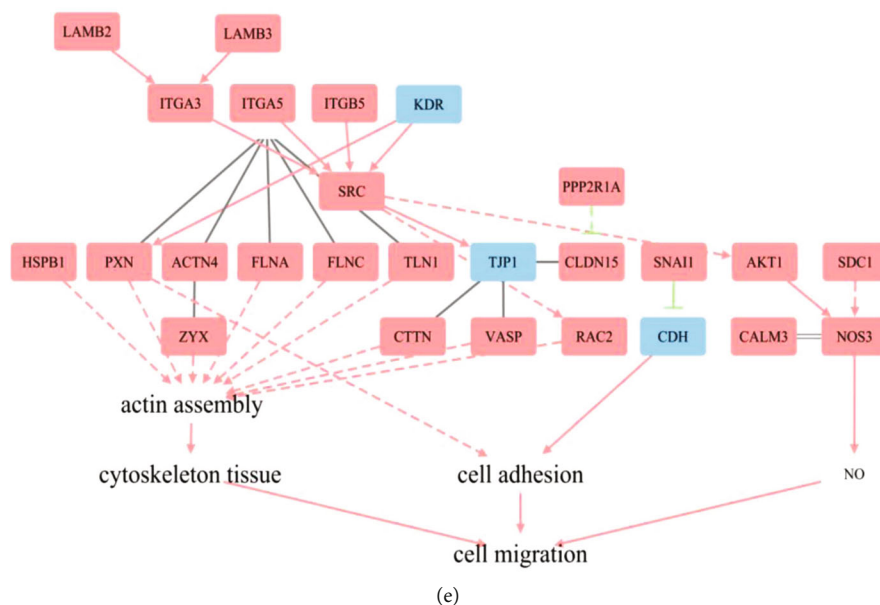 LAMB2
LAMB3
ITGA3
ITGA5
ITGB5
KDR
SRC
PPP2R1A
HSPB1
PXN
ACTN4
FLNA
FLNC
TLN1
TJP1
CLDN15
SNAI1
AKT1
SDC1
ZYX
CTTN
VASP
RAC2
CDH
CALM3
NOS3
actin assembly
cytoskeleton tissue
cell adhesion
NO
cell migration
(e)